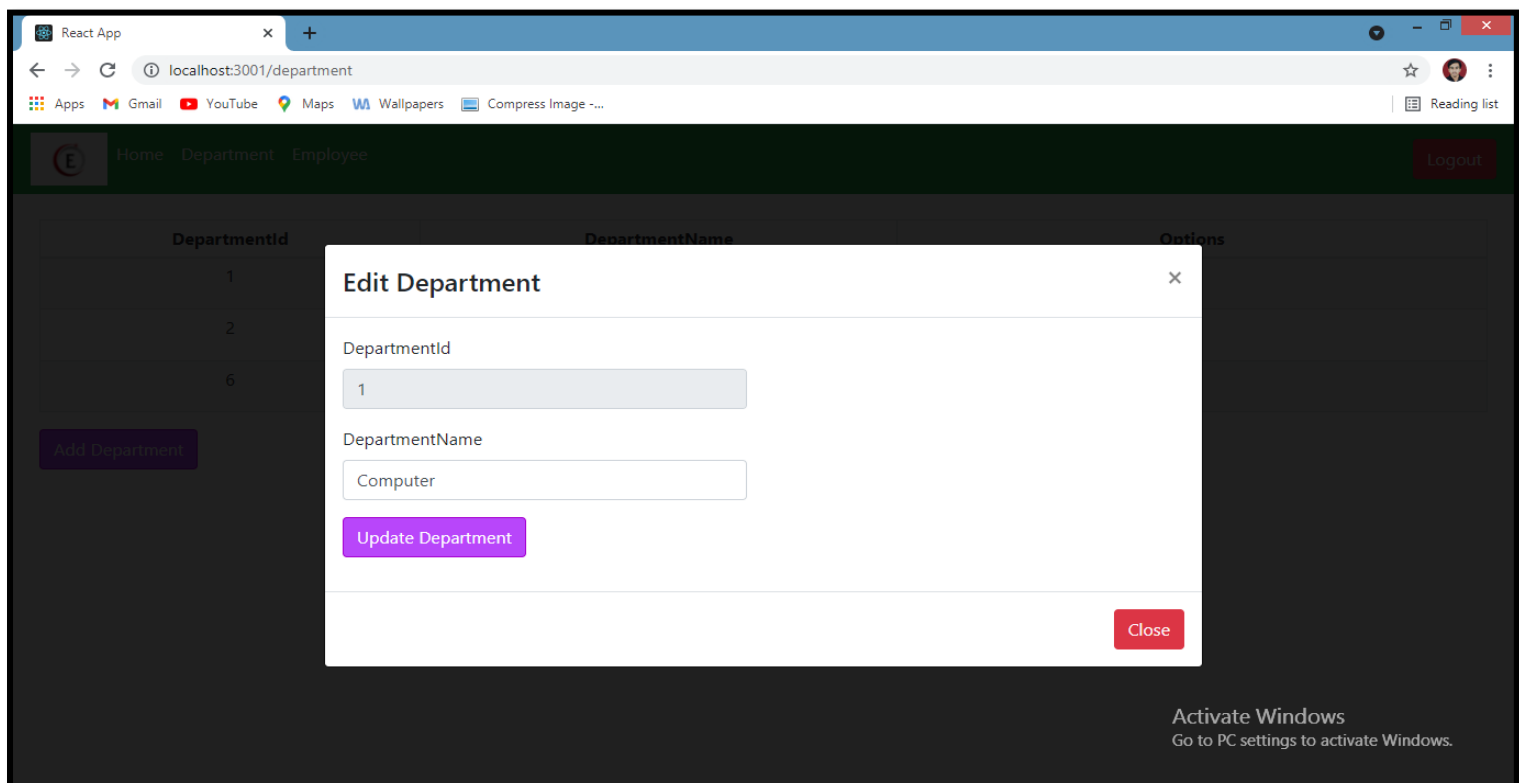 React App
localhost:3001/department
Apps Gmail YouTube Maps Wallpapers Compress Image -... Reading list
E Home Department Employee Logout
DepartmentId DepartmentName Options
1
2
6
Add Department
Edit Department ×
DepartmentId
1
DepartmentName
Computer
Update Department
Close
Activate Windows
Go to PC settings to activate Windows.